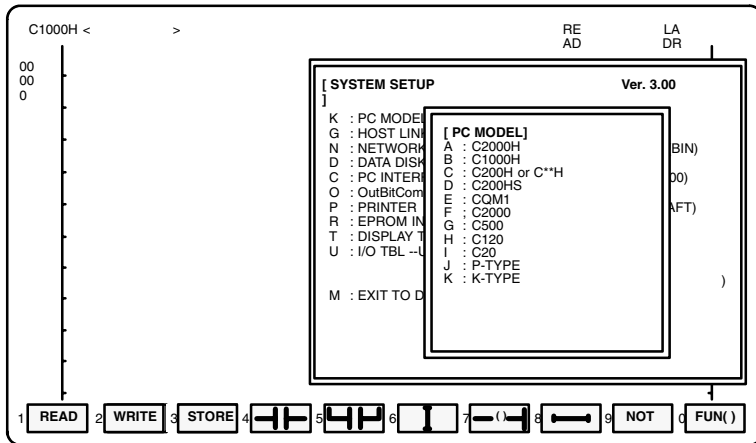 C1000H < >
RE
AD
LA
DR
00
00
0
[ SYSTEM SETUP Ver. 3.00
]
K : PC MODEL
G : HOST LIN
N : NETWORK BIN)
D : DATA DISK
C : PC INTER 00)
O : OutBitCom
P : PRINTER AFT)
R : EPROM IN
T : DISPLAY T
U : I/O TBL --U
)
M : EXIT TO D
[ PC MODEL]
A : C2000H
B : C1000H
C : C200H or C**H
D : C200HS
E : CQM1
F ; C2000
G : C500
H : C120
I : C20
J : P-TYPE
K : K-TYPE
1 READ 2 WRITE 3 STORE 4 5 6 7 ( ) 8 9 NOT 0 FUN( )